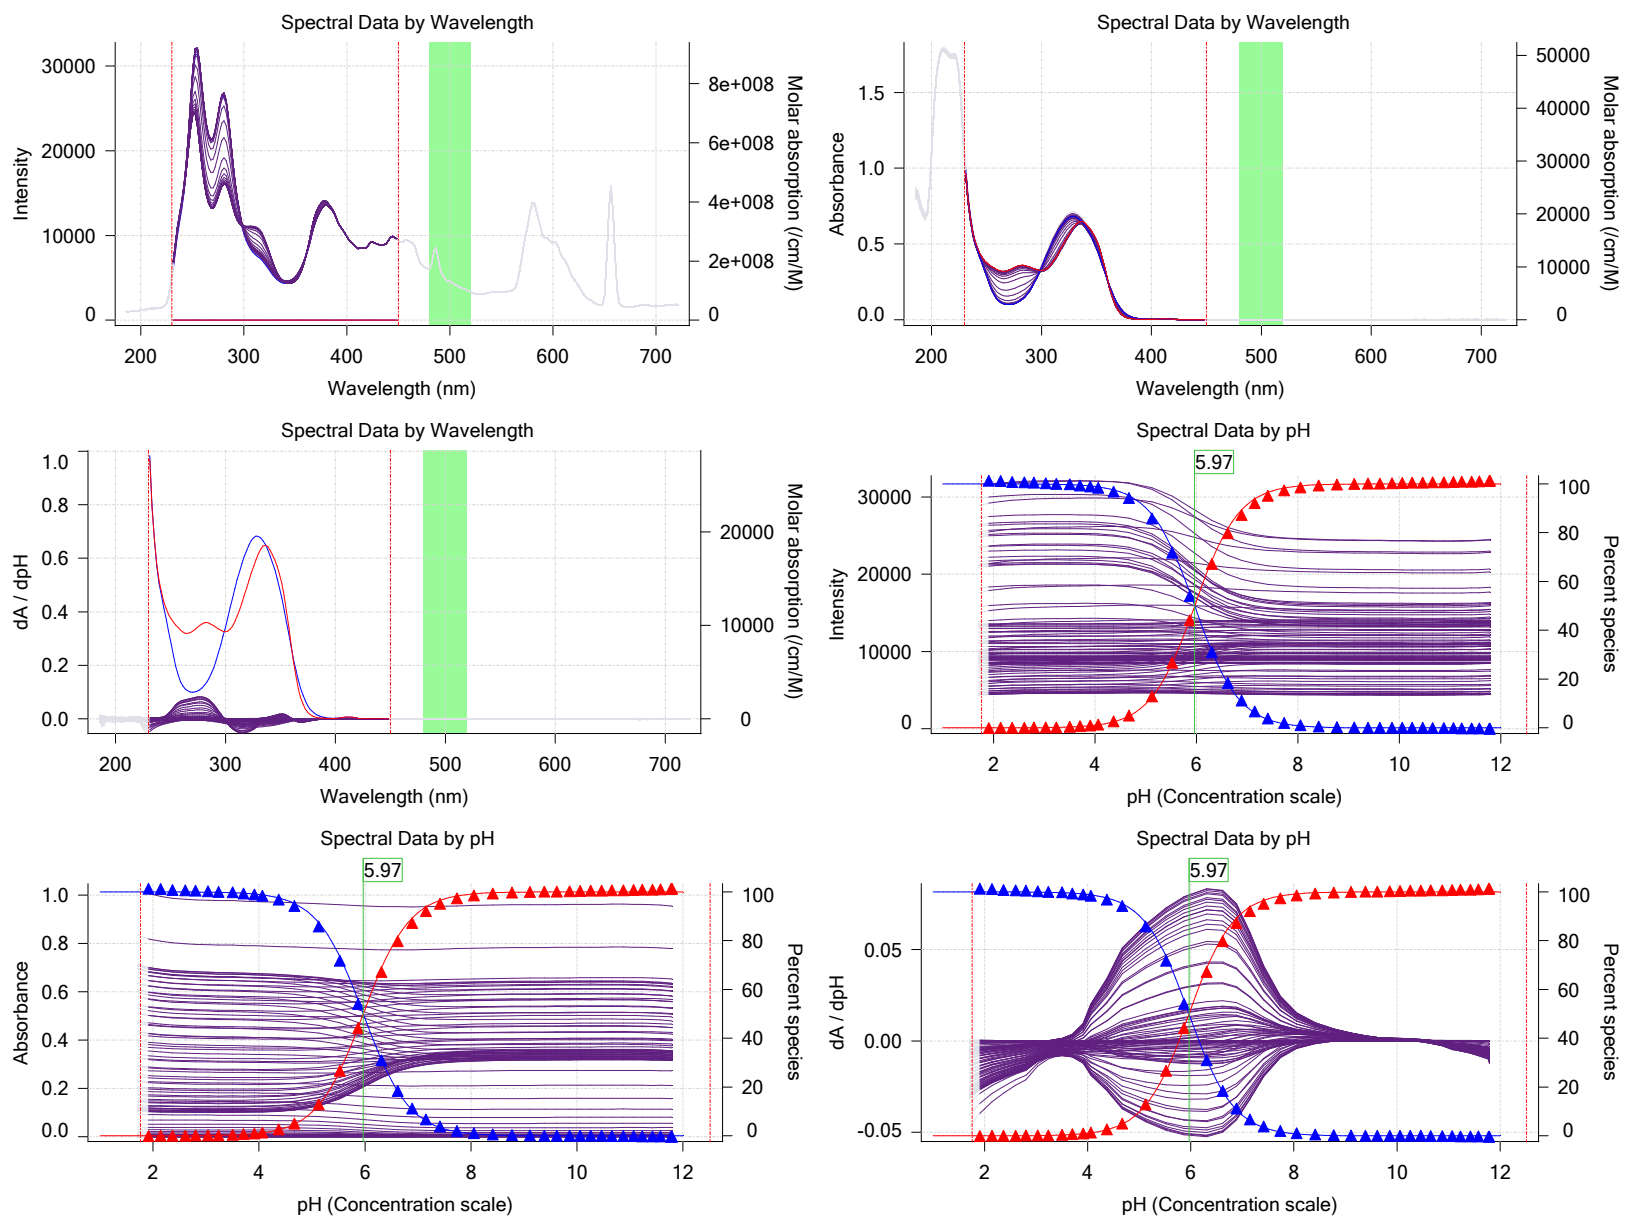 Spectral Data by Wavelength
Intensity
30000
20000
10000
0
8e+008
6e+008
4e+008
2e+008
0
Molar absorption (/cm/M)
200 300 400 500 600 700
Wavelength (nm)
Spectral Data by Wavelength
Absorbance
1.5
1.0
0.5
0.0
50000
40000
30000
20000
10000
0
Molar absorption (/cm/M)
200 300 400 500 600 700
Wavelength (nm)
Spectral Data by Wavelength
dA / dpH
1.0
0.8
0.6
0.4
0.2
0.0
20000
10000
0
Molar absorption (/cm/M)
200 300 400 500 600 700
Wavelength (nm)
Spectral Data by pH
5.97
Intensity
30000
20000
10000
0
100
80
60
40
20
0
Percent species
2 4 6 8 10 12
pH (Concentration scale)
Spectral Data by pH
5.97
Absorbance
1.0
0.8
0.6
0.4
0.2
0.0
100
80
60
40
20
0
Percent species
2 4 6 8 10 12
pH (Concentration scale)
Spectral Data by pH
5.97
dA / dpH
0.05
0.00
-0.05
100
80
60
40
20
0
Percent species
2 4 6 8 10 12
pH (Concentration scale)